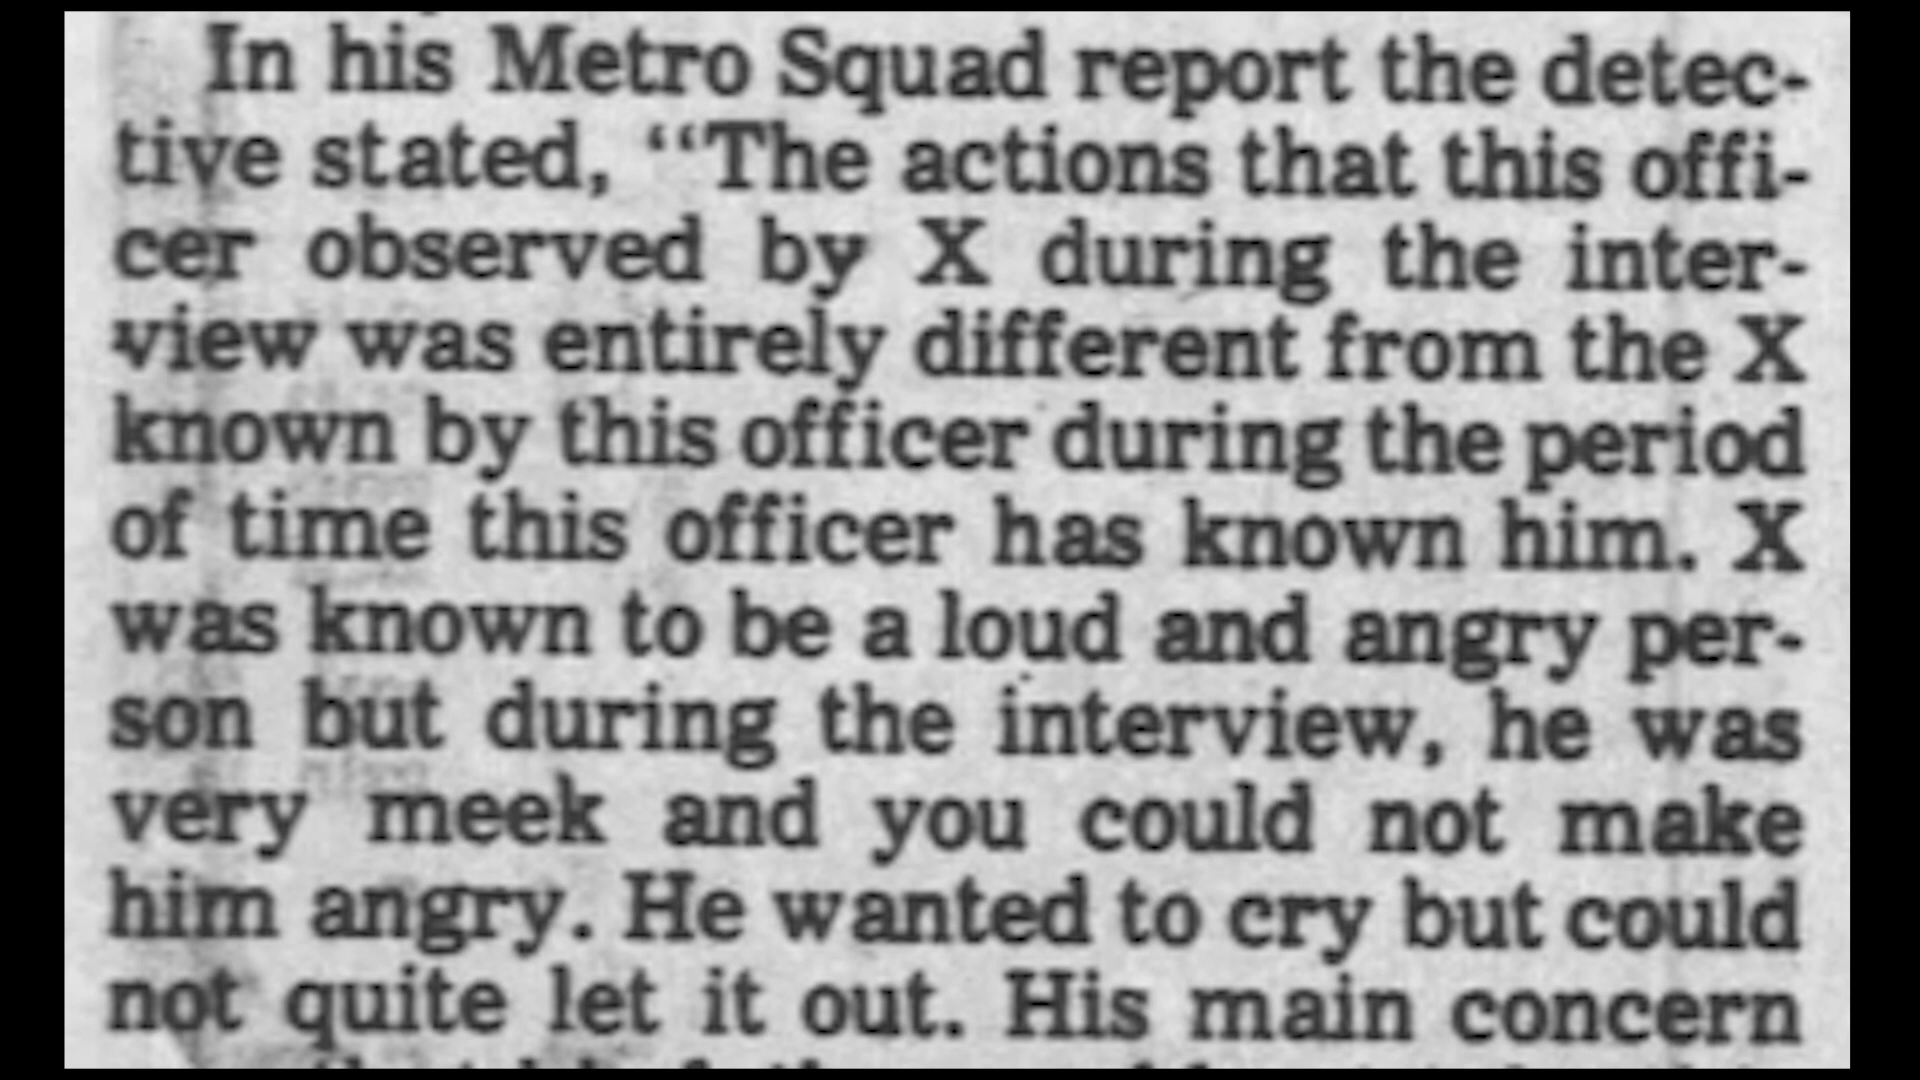 In his Metro Squad report the detec-
tive stated, “The actions that this offi-
cer observed by X during the inter-
view was entirely different from the X
known by this officer during the period
of time this officer has known him. X
was known to be a loud and angry per-
son but during the interview, he was
very meek and you could not make
him angry. He wanted to cry but could
not quite let it out. His main concern